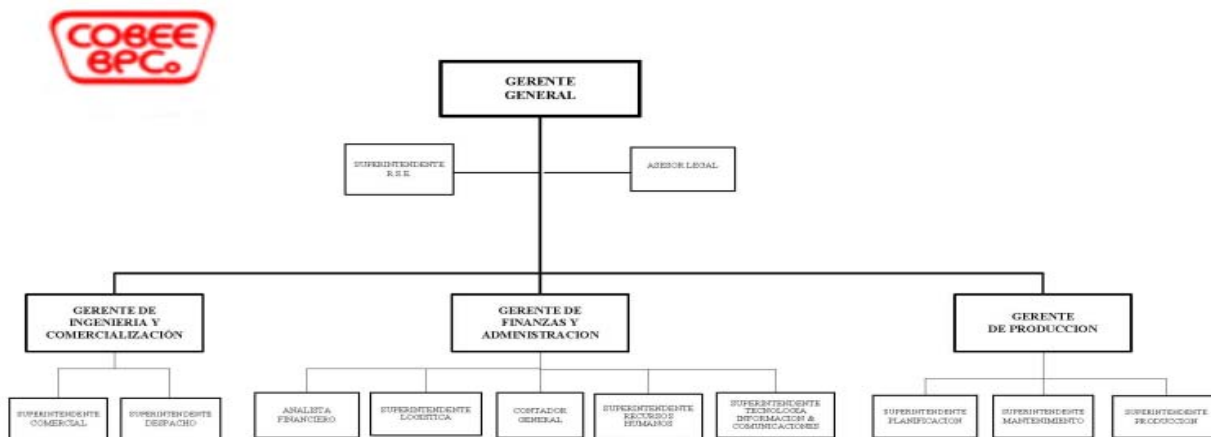 COBEE
BPCo
GERENTE
GENERAL
SUPERINTENDENTE
R.S.E.
ASESOR LEGAL
GERENTE DE
INGENIERIA Y
COMERCIALIZACIÓN
GERENTE DE
FINANZAS Y
ADMINISTRACION
GERENTE
DE PRODUCCION
SUPERINTENDENTE
COMERCIAL
SUPERINTENDENTE
DESPACHO
ANALISTA
FINANCIERO
SUPERINTENDENTE
LOGISTICA
CONTADOR
GENERAL
SUPERINTENDENTE
RECURSOS
HUMANOS
SUPERINTENDENTE
TECNOLOGIA
INFORMACION &
COMUNICACIONES
SUPERINTENDENTE
PLANIFICACION
SUPERINTENDENTE
MANTENIMIENTO
SUPERINTENDENTE
PRODUCCION